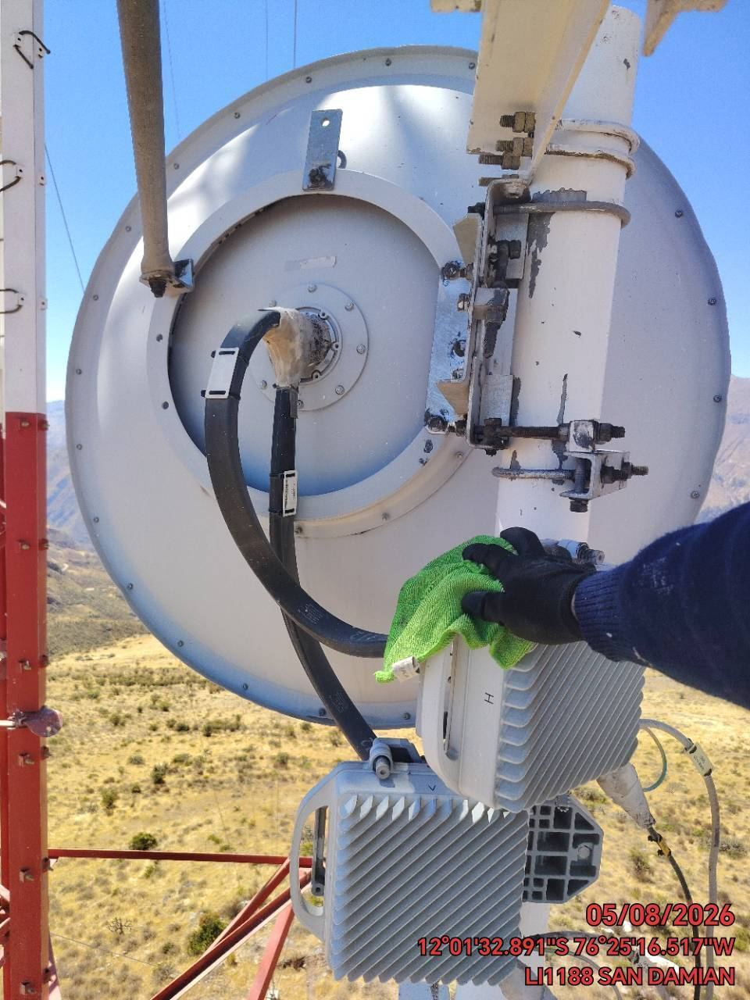 H
V
05/08/2026
12°01'32.891"S 76°25'16.517"W
LI1188 SAN DAMIAN